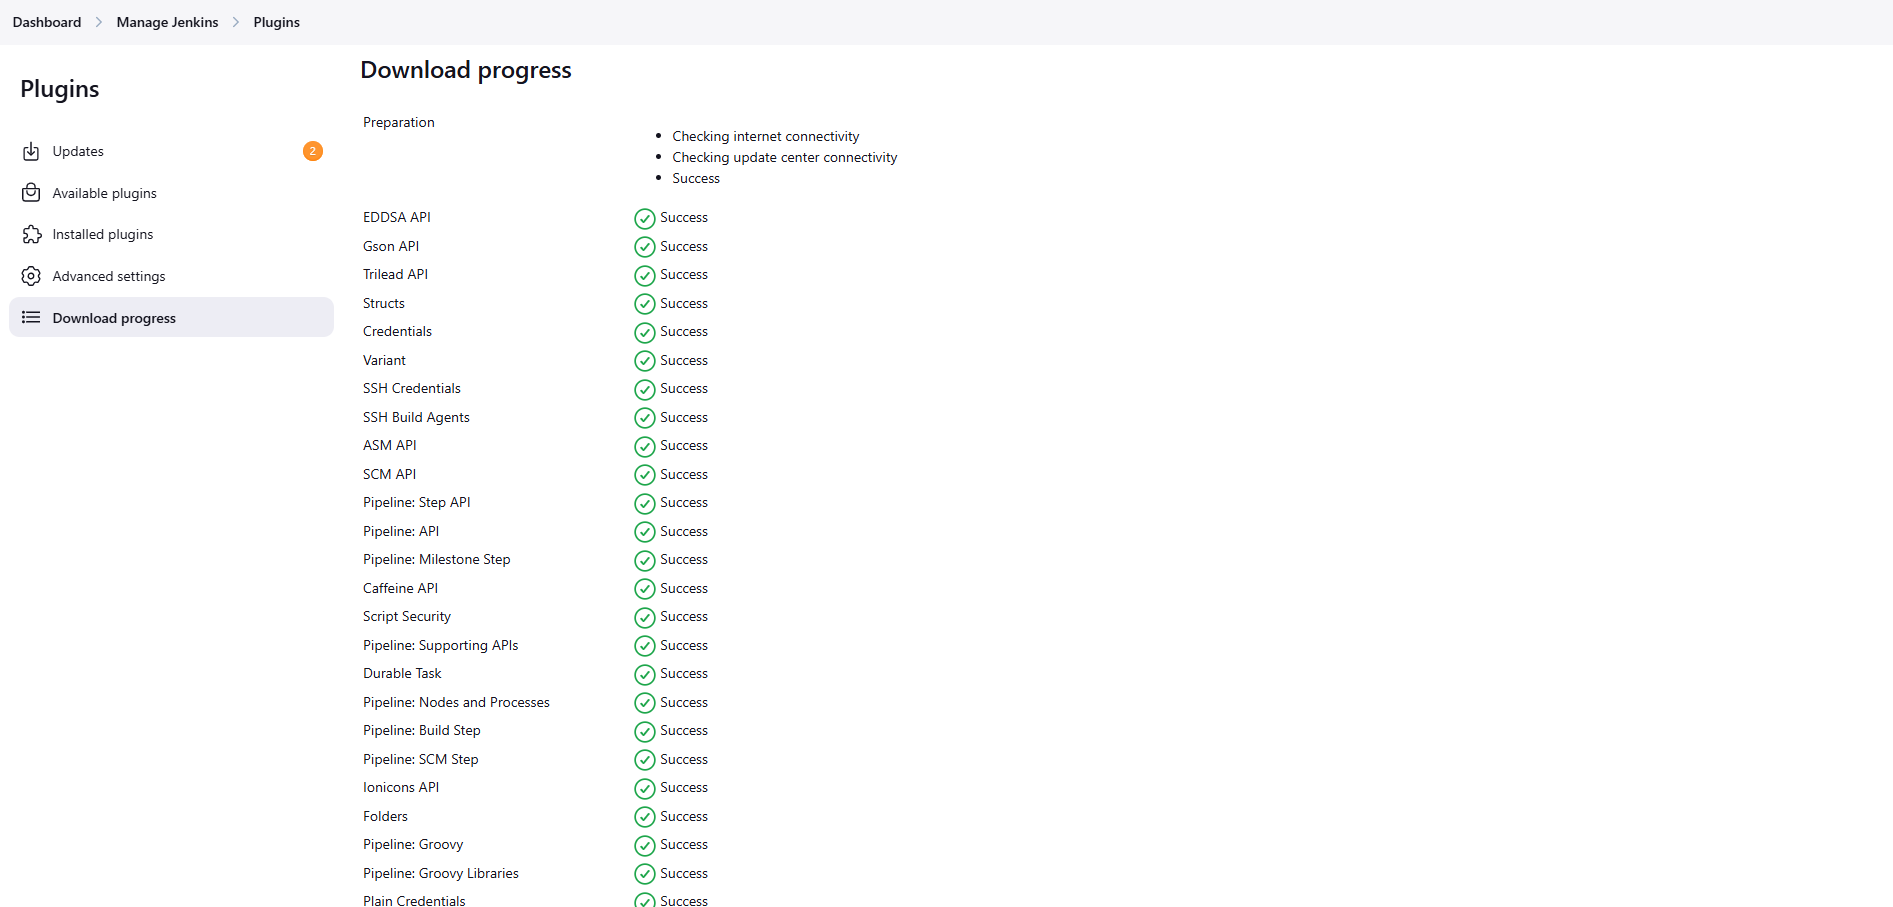 Dashboard > Manage Jenkins > Plugins
Plugins
Updates 2
Available plugins
Installed plugins
Advanced settings
Download progress
Download progress
Preparation
• Checking internet connectivity
• Checking update center connectivity
• Success
EDDSA API Success
Gson API Success
Trilead API Success
Structs Success
Credentials Success
Variant Success
SSH Credentials Success
SSH Build Agents Success
ASM API Success
SCM API Success
Pipeline: Step API Success
Pipeline: API Success
Pipeline: Milestone Step Success
Caffeine API Success
Script Security Success
Pipeline: Supporting APIs Success
Durable Task Success
Pipeline: Nodes and Processes Success
Pipeline: Build Step Success
Pipeline: SCM Step Success
Ionicons API Success
Folders Success
Pipeline: Groovy Success
Pipeline: Groovy Libraries Success
Plain Credentials Success